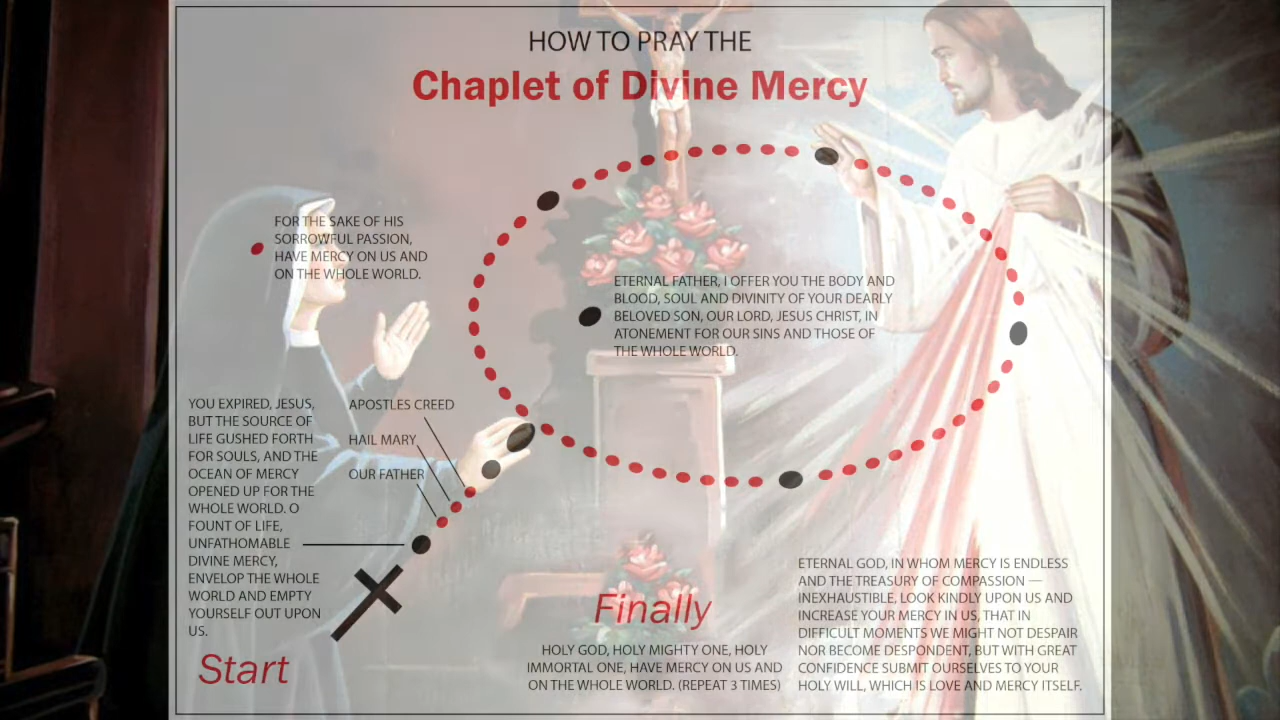 HOW TO PRAY THE
Chaplet of Divine Mercy
FOR THE SAKE OF HIS
SORROWFUL PASSION,
HAVE MERCY ON US AND
ON THE WHOLE WORLD.
ETERNAL FATHER, I OFFER YOU THE BODY AND
BLOOD, SOUL AND DIVINITY OF YOUR DEARLY
BELOVED SON, OUR LORD, JESUS CHRIST, IN
ATONEMENT FOR OUR SINS AND THOSE OF
THE WHOLE WORLD.
YOU EXPIRED, JESUS,
BUT THE SOURCE OF
LIFE GUSHED FORTH
FOR SOULS, AND THE
OCEAN OF MERCY
OPENED UP FOR THE
WHOLE WORLD. O
FOUNT OF LIFE,
UNFATHOMABLE
DIVINE MERCY,
ENVELOP THE WHOLE
WORLD AND EMPTY
YOURSELF OUT UPON
US.
APOSTLES CREED
HAIL MARY
OUR FATHER
Start
Finally
HOLY GOD, HOLY MIGHTY ONE, HOLY
IMMORTAL ONE, HAVE MERCY ON US AND
ON THE WHOLE WORLD. (REPEAT 3 TIMES)
ETERNAL GOD, IN WHOM MERCY IS ENDLESS
AND THE TREASURY OF COMPASSION —
INEXHAUSTIBLE, LOOK KINDLY UPON US AND
INCREASE YOUR MERCY IN US, THAT IN
DIFFICULT MOMENTS WE MIGHT NOT DESPAIR
NOR BECOME DESPONDENT, BUT WITH GREAT
CONFIDENCE SUBMIT OURSELVES TO YOUR
HOLY WILL, WHICH IS LOVE AND MERCY ITSELF.